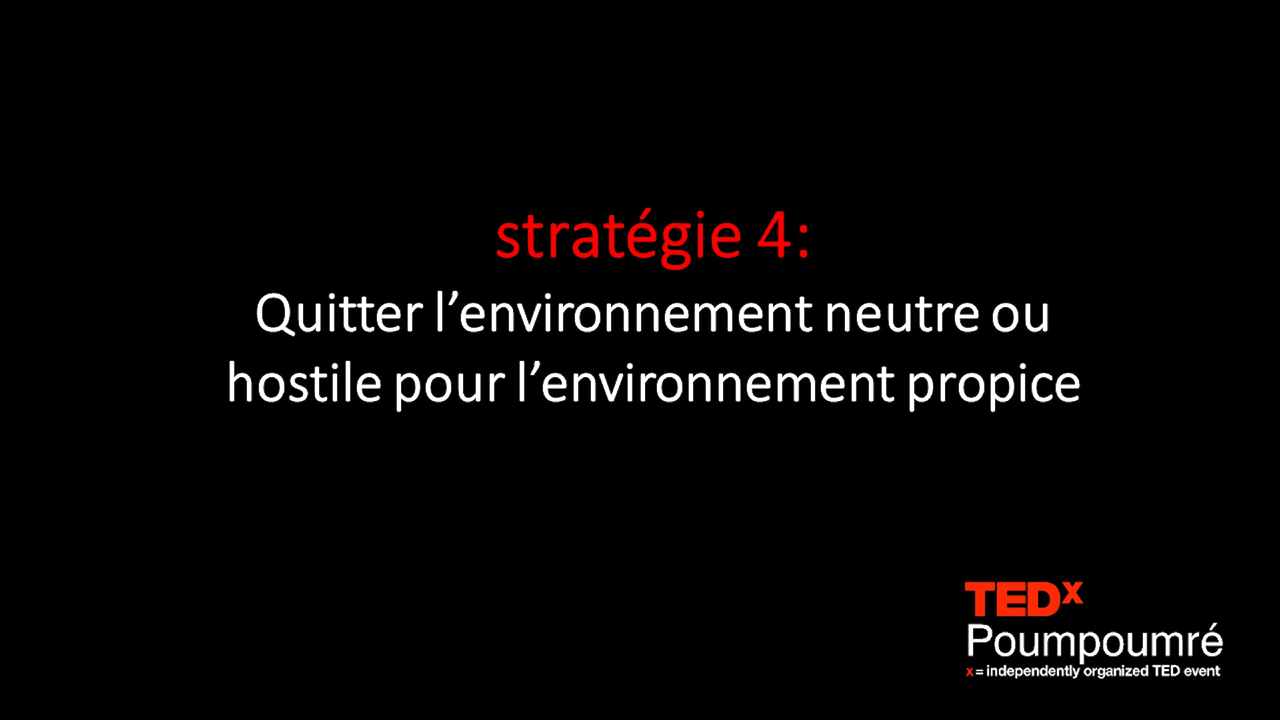 stratégie 4:
Quitter l’environnement neutre ou
hostile pour l’environnement propice
TEDx
Poumpoumré
x = independently organized TED event